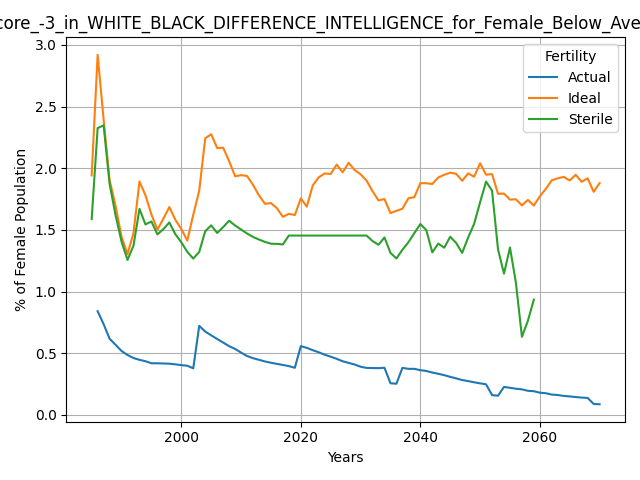 core_-3_in_WHITE_BLACK_DIFFERENCE_INTELLIGENCE_for_Female_Below_Ave
Fertility
Actual
Ideal
Sterile
% of Female Population
3.0
2.5
2.0
1.5
1.0
0.5
0.0
2000
2020
2040
2060
Years